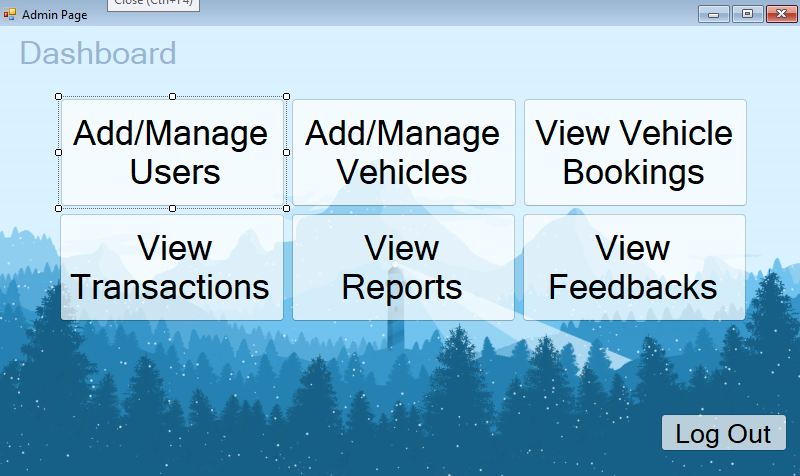 Close (Ctrl+F4)
Admin Page
Dashboard
Add/Manage
Users
Add/Manage
Vehicles
View Vehicle
Bookings
View
Transactions
View
Reports
View
Feedbacks
Log Out